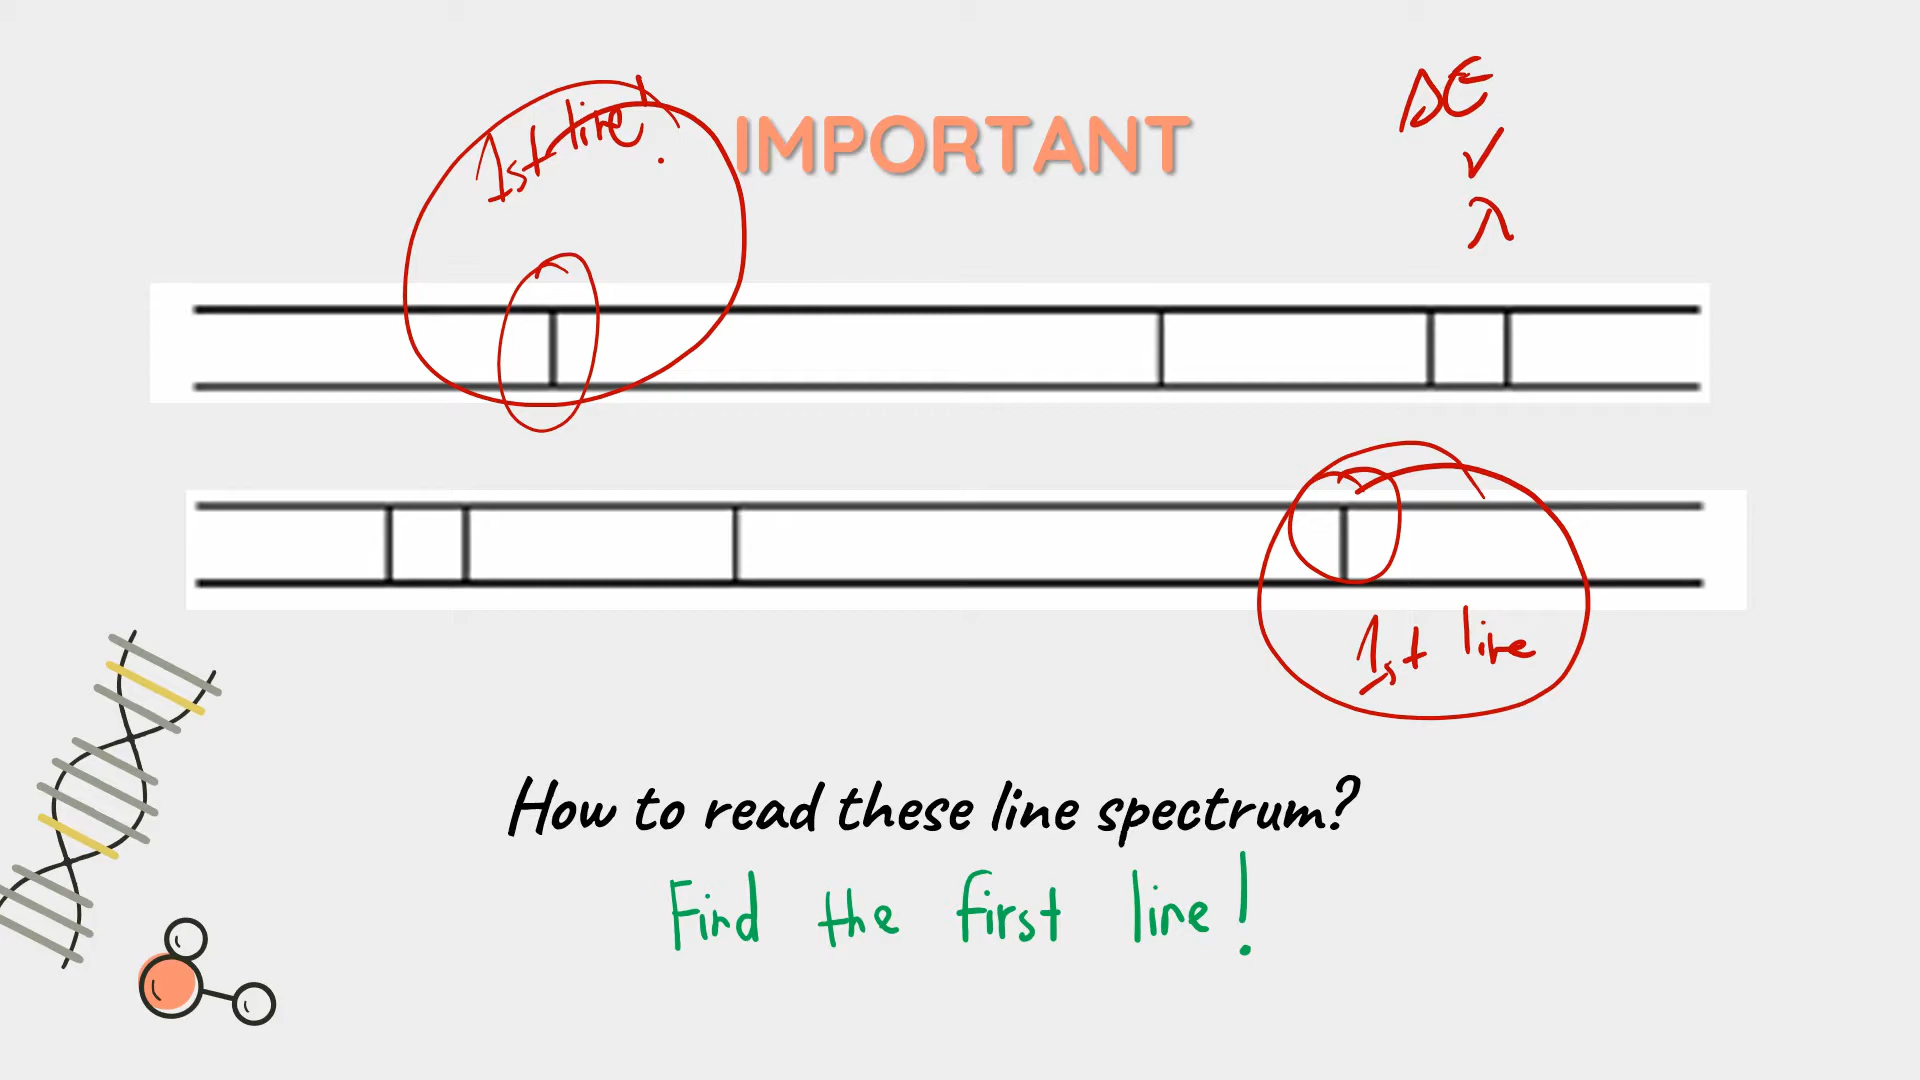 1st line!
IMPORTANT
ΔE
ν
λ
1st line
How to read these line spectrum?
Find the first line!